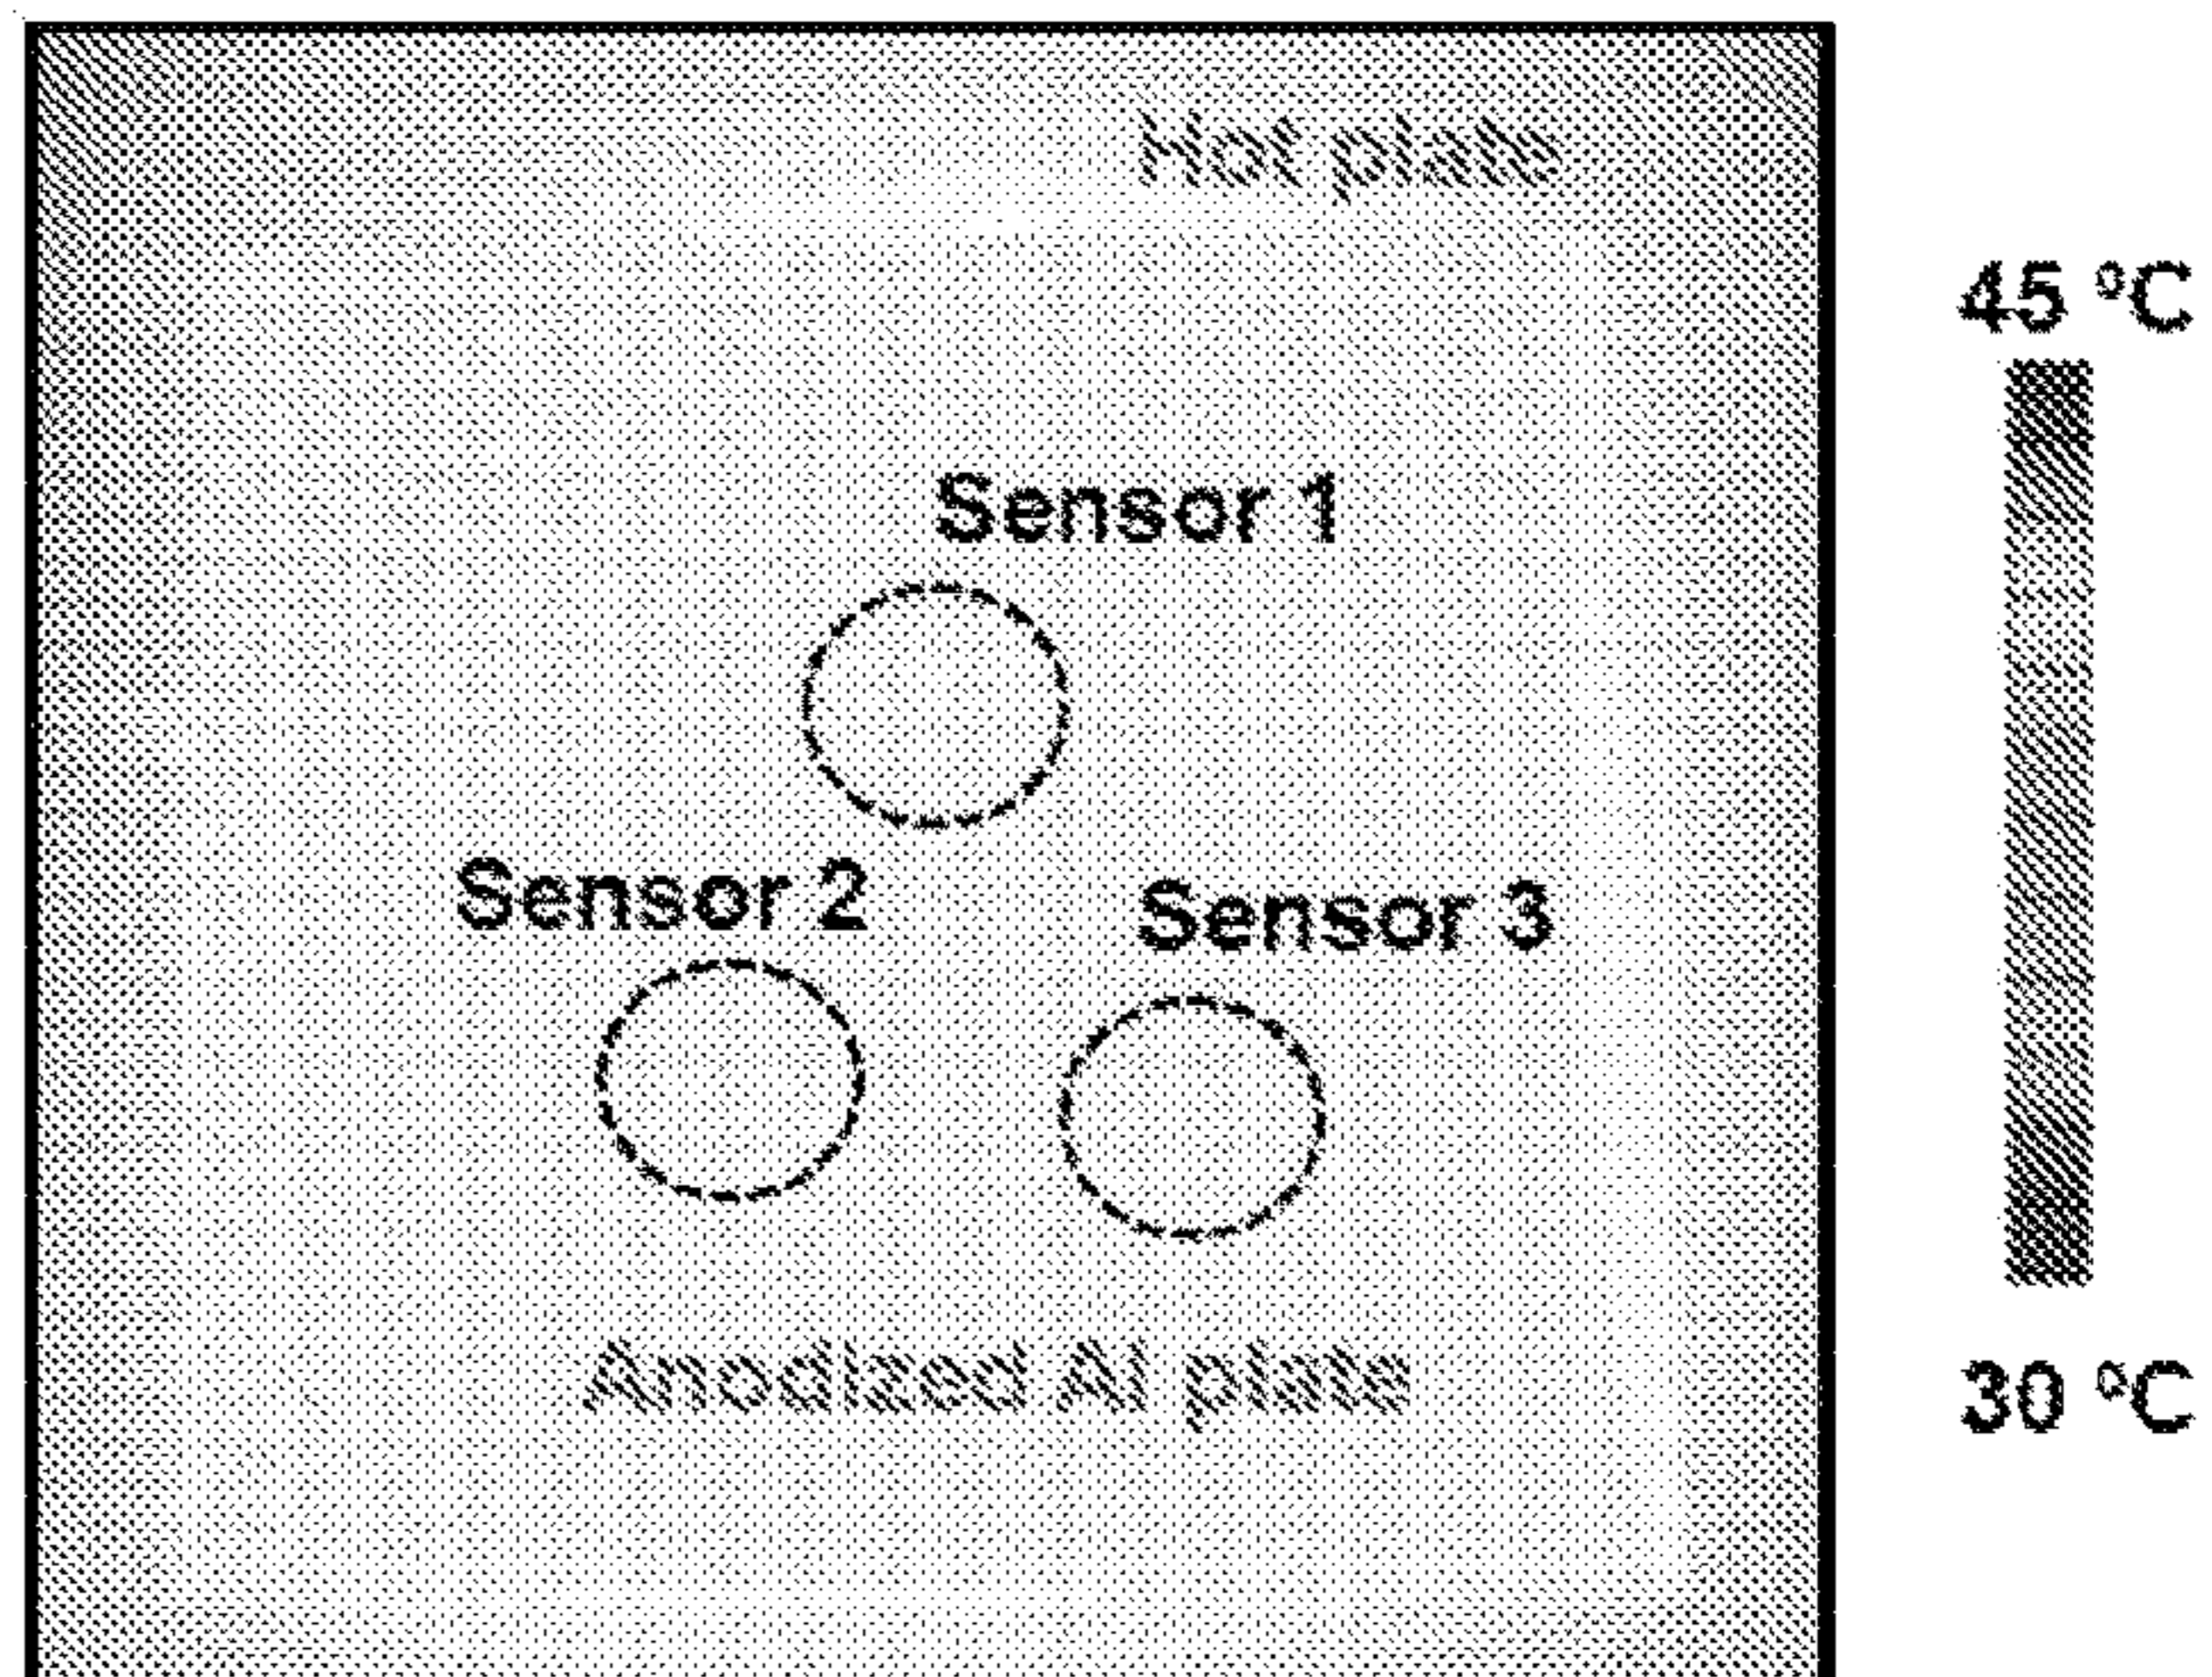 Hot plate
45 °C
Sensor 1
Sensor 2
Sensor 3
Anodized Al plate
30 °C